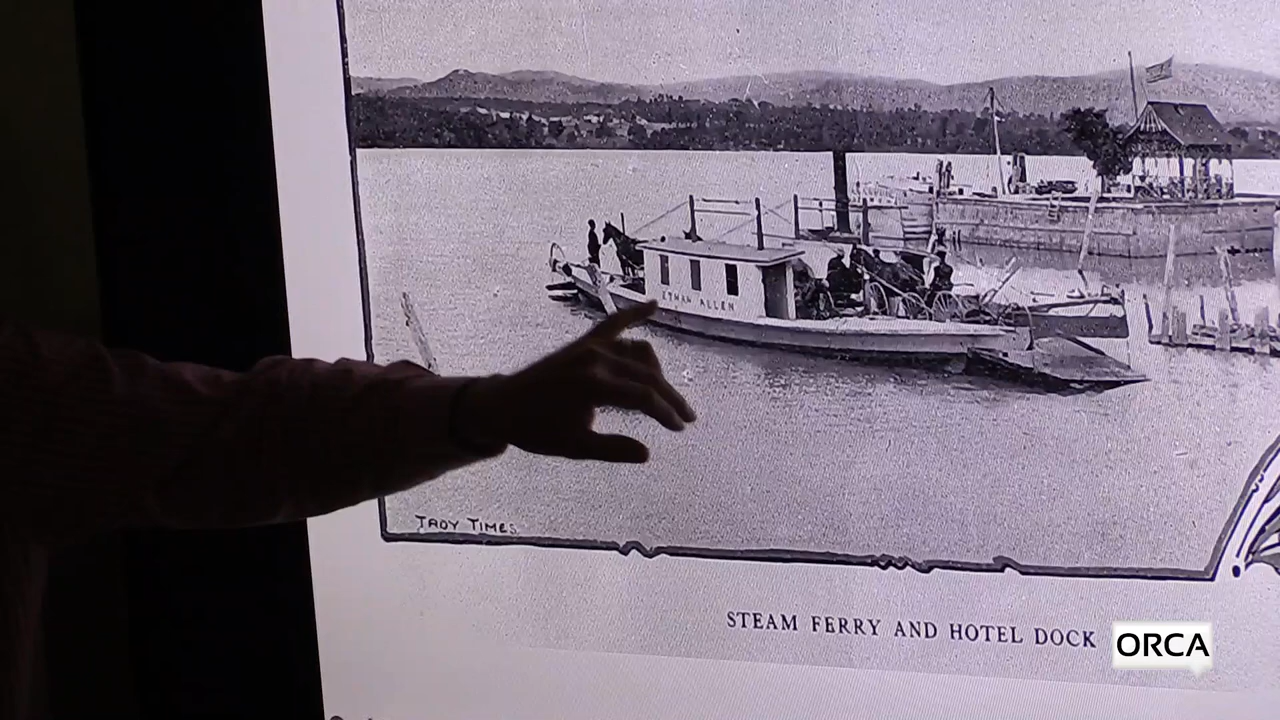 ETHAN ALLEN
TROY TIMES
STEAM FERRY AND HOTEL DOCK
ORCA